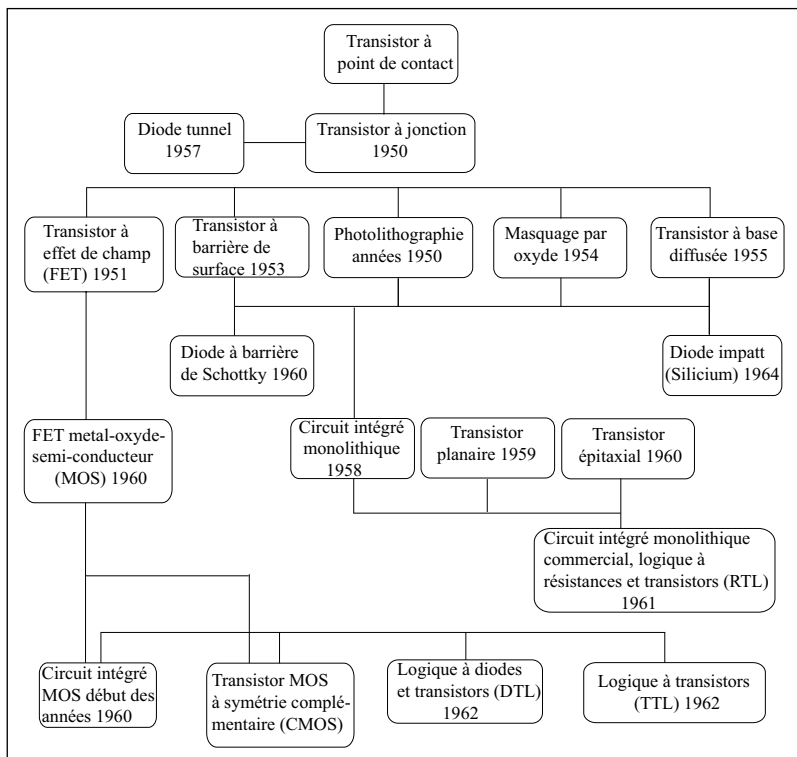 Transistor à
point de contact
Diode tunnel
1957
Transistor à jonction
1950
Transistor à
effet de champ
(FET) 1951
Transistor à
barrière de
surface 1953
Photolithographie
années 1950
Masquage par
oxyde 1954
Transistor à base
diffusée 1955
Diode à barrière
de Schottky 1960
Diode impatt
(Silicium) 1964
FET metal-oxyde-
semi-conducteur
(MOS) 1960
Circuit intégré
monolithique
1958
Transistor
planaire 1959
Transistor
épitaxial 1960
Circuit intégré monolithique
commercial, logique à
résistances et transistors (RTL)
1961
Circuit intégré
MOS début des
années 1960
Transistor MOS
à symétrie complé-
mentaire (CMOS)
Logique à diodes
et transistors (DTL)
1962
Logique à transistors
(TTL) 1962